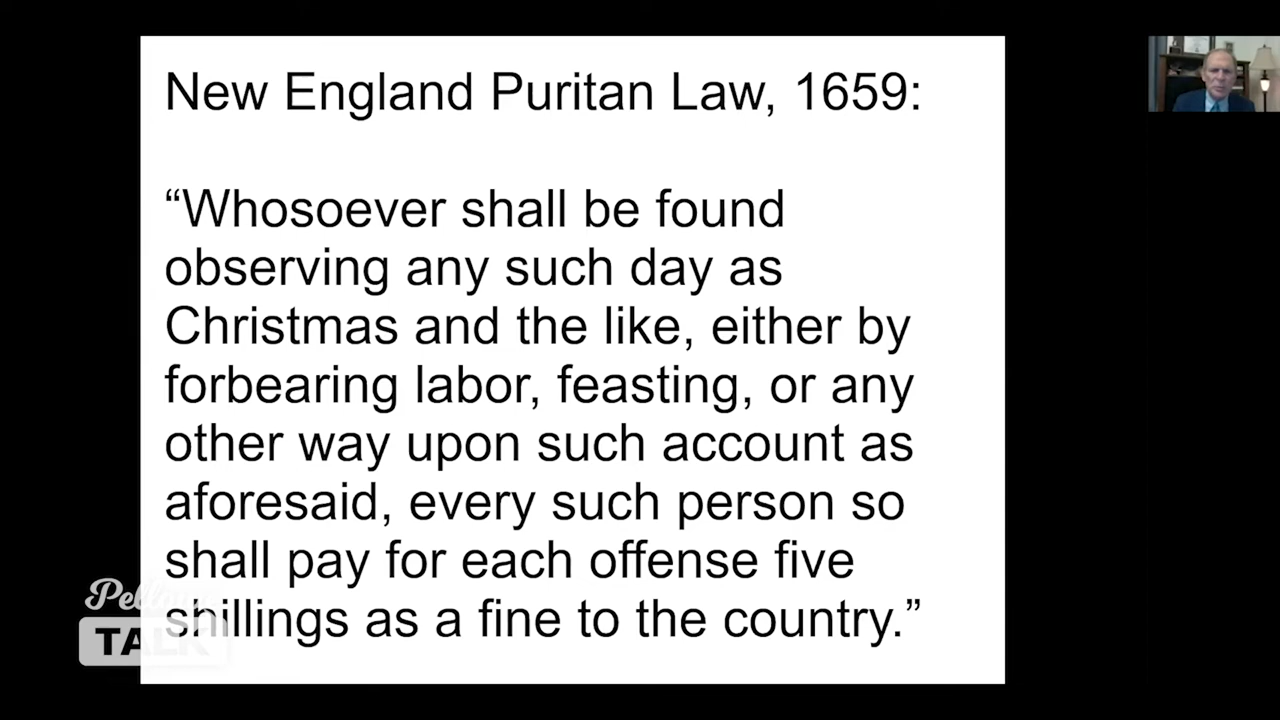 New England Puritan Law, 1659:
“Whosoever shall be found
observing any such day as
Christmas and the like, either by
forbearing labor, feasting, or any
other way upon such account as
aforesaid, every such person so
shall pay for each offense five
shillings as a fine to the country.”
TALK